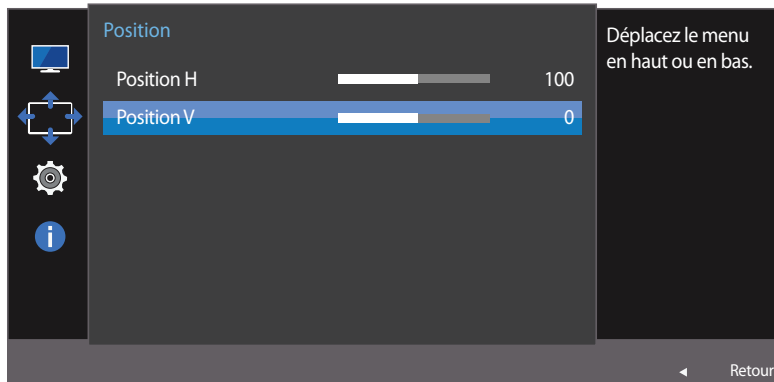 Position
Position H 100
Position V 0
Déplacez le menu
en haut ou en bas.
Retour